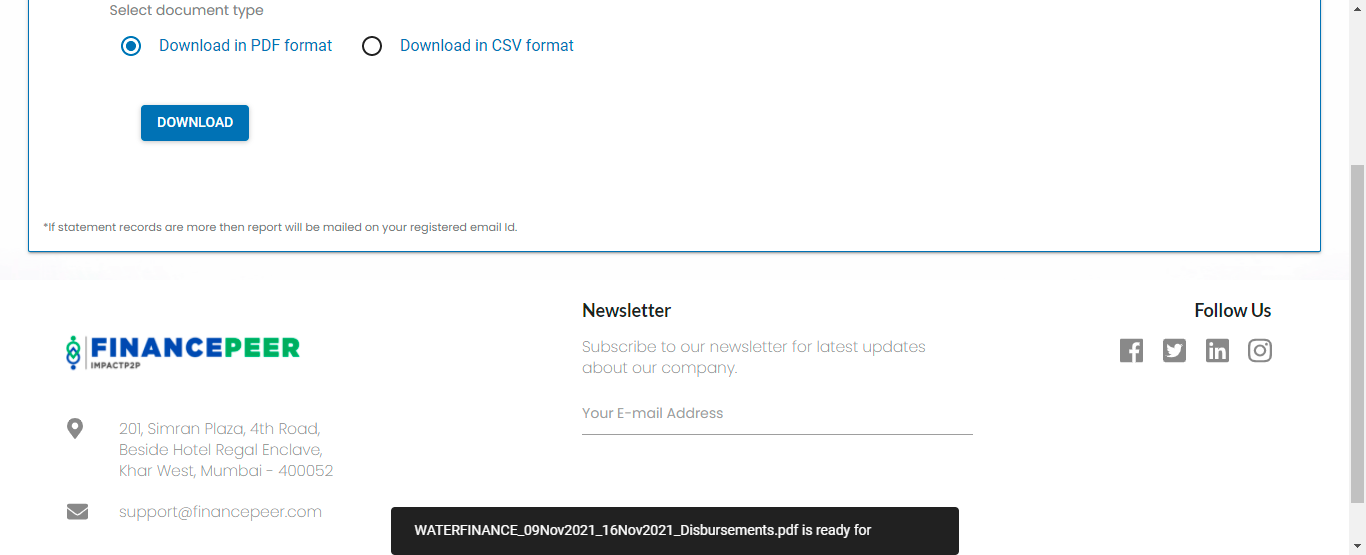 Select document type
Download in PDF format
Download in CSV format
DOWNLOAD
*If statement records are more then report will be mailed on your registered email Id.
FINANCEPEER
IMPACTP2P
201, Simran Plaza, 4th Road,
Beside Hotel Regal Enclave,
Khar West, Mumbai - 400052
support@financepeer.com
Newsletter
Subscribe to our newsletter for latest updates
about our company.
Your E-mail Address
Follow Us
WATERFINANCE_09Nov2021_16Nov2021_Disbursements.pdf is ready for